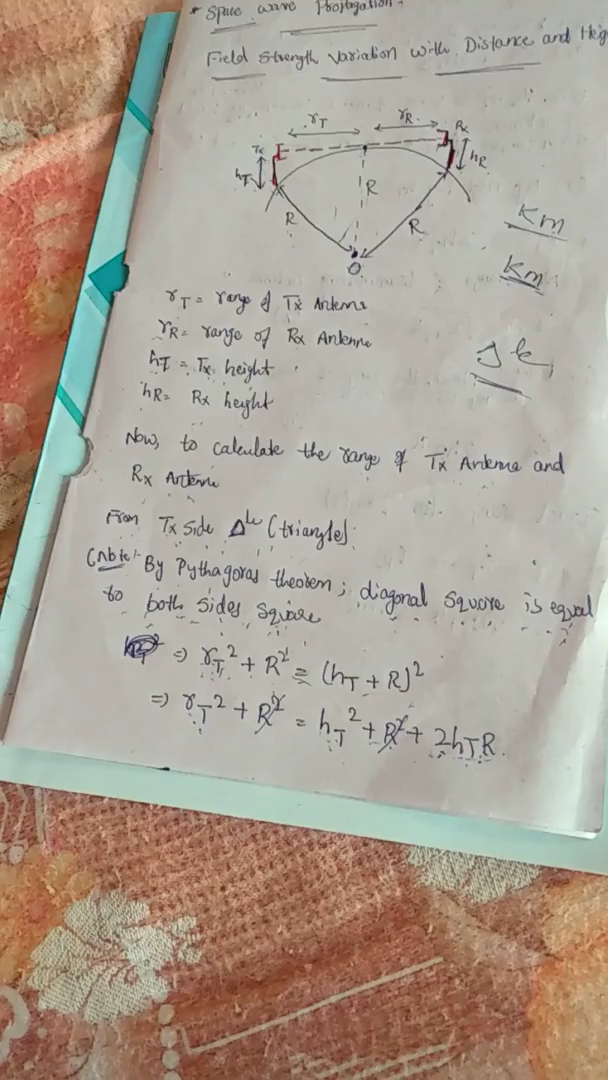 * Space wave Propagation.
Field Strength Variation with Distance and Heig
rT rR
Tx Rx
hT hR
R R R
O
Km
Km
rT = range of Tx Antenna
rR = range of Rx Antenna
hT = Tx height
hR = Rx height
Now, to calculate the range of Tx Antenna and
Rx Antenna
From Tx side Δle (triangle)
(Note:- By Pythagoras theorem; diagonal square is equal
to both sides square
⇒ rT² + R² = (hT + R)²
⇒ rT² + R² = hT² + R² + 2hTR